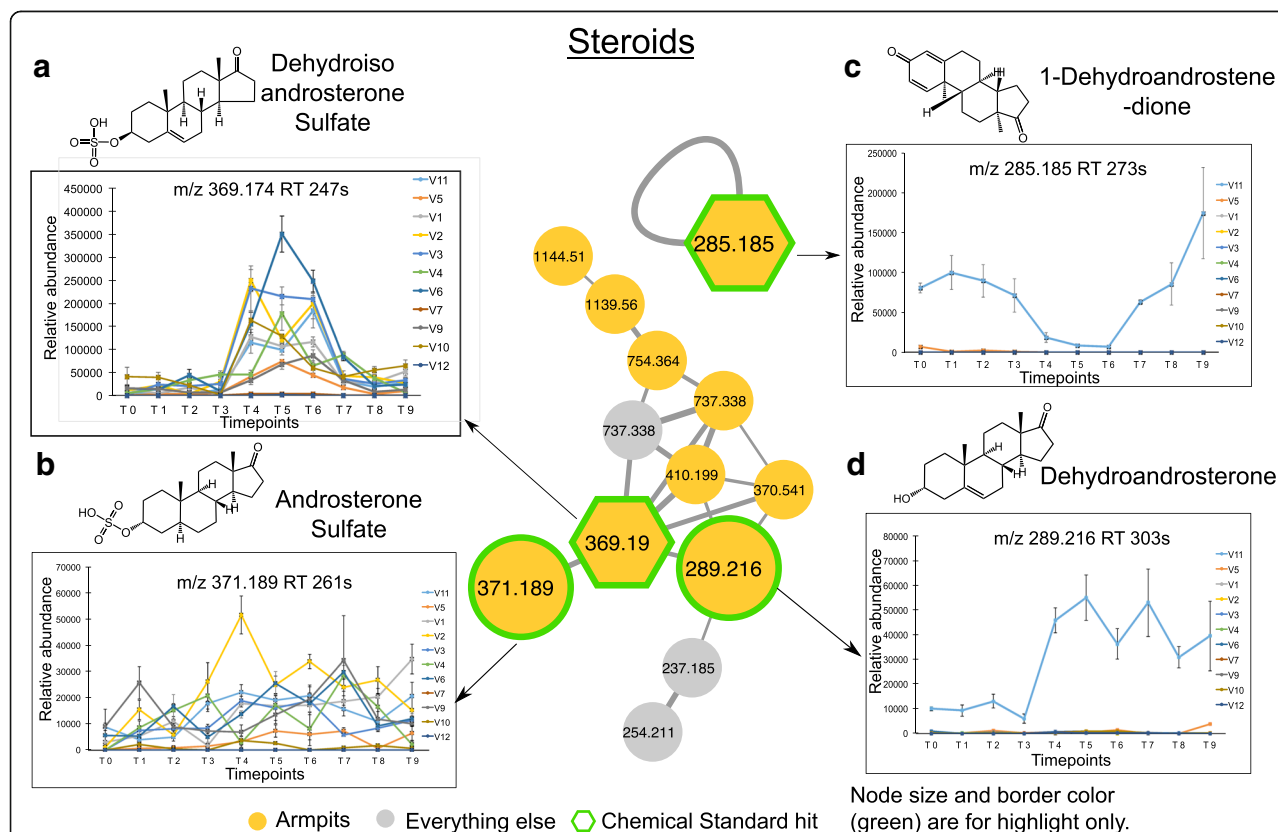 Steroids
a
Dehydroiso
androsterone
Sulfate
O
H
H
H
OH
O=S
O
O
m/z 369.174 RT 247s
Relative abundance
450000
400000
350000
300000
250000
200000
150000
100000
50000
0
T 0 T 1 T 2 T 3 T 4 T 5 T 6 T 7 T 8 T 9
Timepoints
V11
V5
V1
V2
V3
V4
V6
V7
V9
V10
V12
b
Androsterone
Sulfate
O
H
H
H
H
HO
O
S
O
O
m/z 371.189 RT 261s
Relative abundance
70000
60000
50000
40000
30000
20000
10000
0
T 0 T 1 T 2 T 3 T 4 T 5 T 6 T 7 T 8 T 9
Timepoints
V11
V5
V1
V2
V3
V4
V6
V7
V9
V10
V12
285.185
1144.51
1139.56
754.364
737.338
737.338
410.199
370.541
369.19
371.189
289.216
237.185
254.211
c
1-Dehydroandrostene
-dione
O
H
H
H
O
m/z 285.185 RT 273s
Relative abundance
250000
200000
150000
100000
50000
0
T 0 T 1 T 2 T 3 T 4 T 5 T 6 T 7 T 8 T 9
Timepoints
V11
V5
V1
V2
V3
V4
V6
V7
V9
V10
V12
d
Dehydroandrosterone
O
H
H
H
HO
m/z 289.216 RT 303s
Relative abundance
80000
70000
60000
50000
40000
30000
20000
10000
0
T 0 T 1 T 2 T 3 T 4 T 5 T 6 T 7 T 8 T 9
Timepoints
V11
V5
V1
V2
V3
V4
V6
V7
V9
V10
V12
Armpits
Everything else
Chemical Standard hit
Node size and border color
(green) are for highlight only.